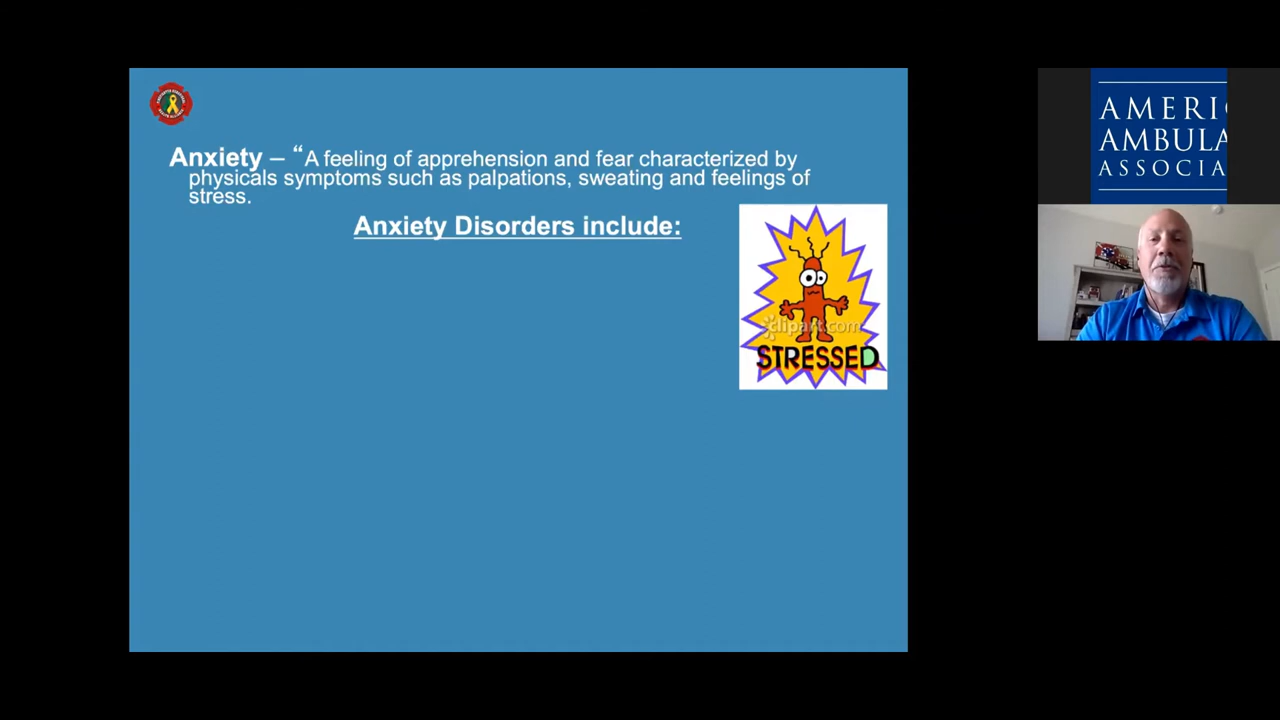 Anxiety – “A feeling of apprehension and fear characterized by
physicals symptoms such as palpations, sweating and feelings of
stress.
Anxiety Disorders include:
clipart.com
STRESSED
AMERI
AMBULA
ASSOCIA